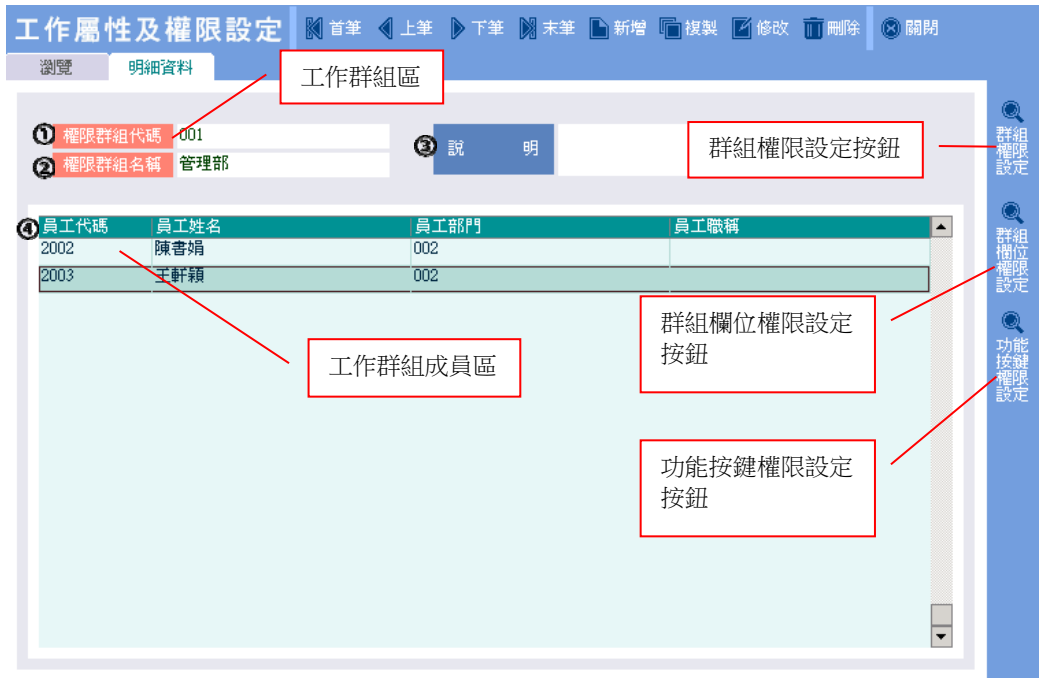 工作屬性及權限設定 首筆 上筆 下筆 末筆 新增 複製 修改 刪除 關閉
瀏覽 明細資料
工作群組區
① 權限群組代碼 001
② 權限群組名稱 管理部
③ 說 明
群組權限設定按鈕
群組
權限
設定
④ 員工代碼 員工姓名 員工部門 員工職稱
2002 陳書娟 002
2003 王軒穎 002
群組
欄位
權限
設定
群組欄位權限設定
按鈕
工作群組成員區
功能
按鍵
權限
設定
功能按鍵權限設定
按鈕